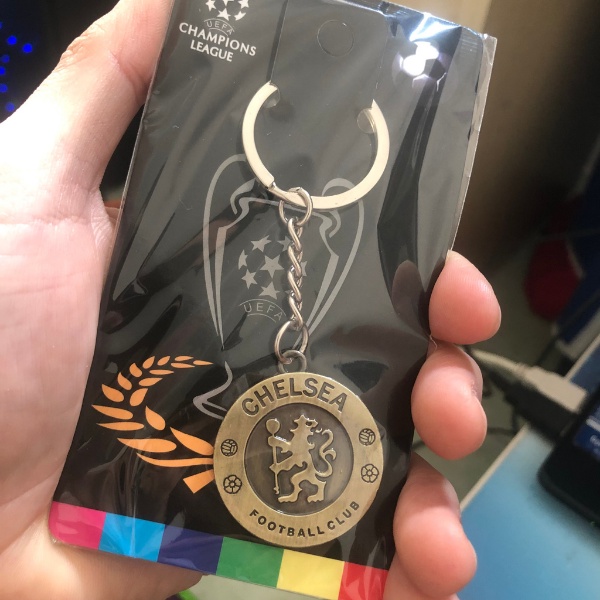 UEFA
CHAMPIONS
LEAGUE
UEFA
CHELSEA
FOOTBALL CLUB